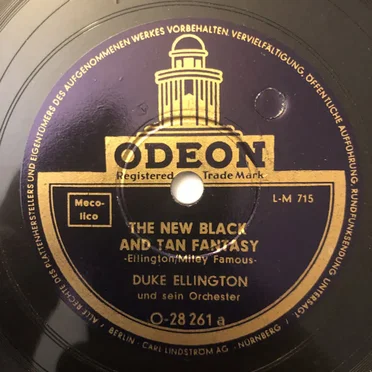 ALLE RECHTE DES PLATTENHERSTELLERS UND EIGENTÜMERS DES AUFGENOMMENEN WERKES VORBEHALTEN VERVIELFÄLTIGUNG, ÖFFENTLICHE AUFFÜHRUNG, RUNDFUNKSENDUNG UNTERSAGT.
ODEON
Registered Trade Mark
Meco-
lico
L-M 715
THE NEW BLACK
AND TAN FANTASY
-Ellington/Miley Famous-
DUKE ELLINGTON
und sein Orchester
O-28 261 a
/ BERLIN - CARL LINDSTRÖM AG. - NÜRNBERG /